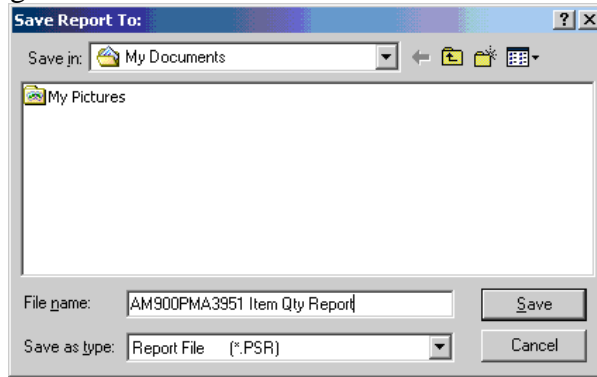 Save Report To:
Save in: My Documents
My Pictures
File name: AM900PMA3951 Item Qty Report
Save
Save as type: Report File (*.PSR)
Cancel